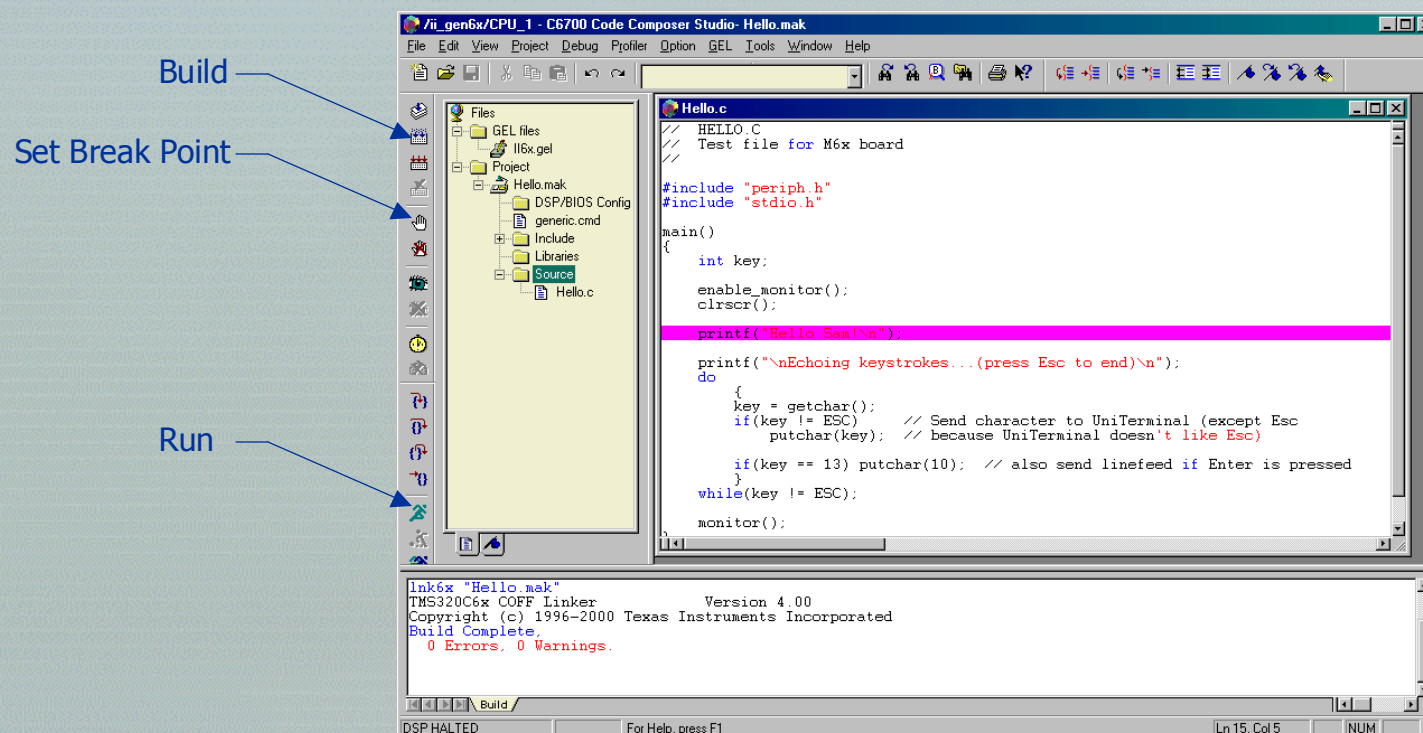 Build
Set Break Point
Run
/ii_gen6x/CPU_1 - C6700 Code Composer Studio- Hello.mak
File Edit View Project Debug Profiler Option GEL Tools Window Help
Files
GEL files
II6x.gel
Project
Hello.mak
DSP/BIOS Config
generic.cmd
Include
Libraries
Source
Hello.c
Hello.c
// HELLO.C
// Test file for M6x board
//
#include "periph.h"
#include "stdio.h"
main()
{
int key;
enable_monitor();
clrscr();
printf("Hello San!\n");
printf("\nEchoing keystrokes...(press Esc to end)\n");
do
{
key = getchar();
if(key != ESC) // Send character to UniTerminal (except Esc
putchar(key); // because UniTerminal doesn't like Esc)
if(key == 13) putchar(10); // also send linefeed if Enter is pressed
}
while(key != ESC);
monitor();
lnk6x "Hello.mak"
TMS320C6x COFF Linker Version 4.00
Copyright (c) 1996-2000 Texas Instruments Incorporated
Build Complete,
0 Errors, 0 Warnings.
Build
DSP HALTED For Help, press F1 Ln 15, Col 5 NUM